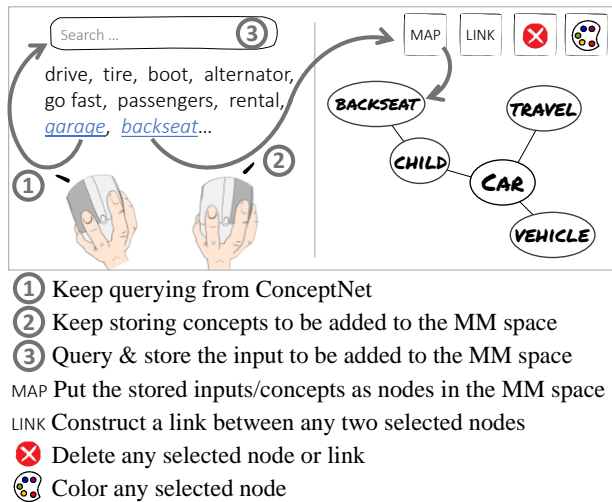 Search ...
3
MAP
LINK
drive, tire, boot, alternator,
go fast, passengers, rental,
garage, backseat...
1
2
BACKSEAT
TRAVEL
CHILD
CAR
VEHICLE
1 Keep querying from ConceptNet
2 Keep storing concepts to be added to the MM space
3 Query & store the input to be added to the MM space
MAP Put the stored inputs/concepts as nodes in the MM space
LINK Construct a link between any two selected nodes
Delete any selected node or link
Color any selected node